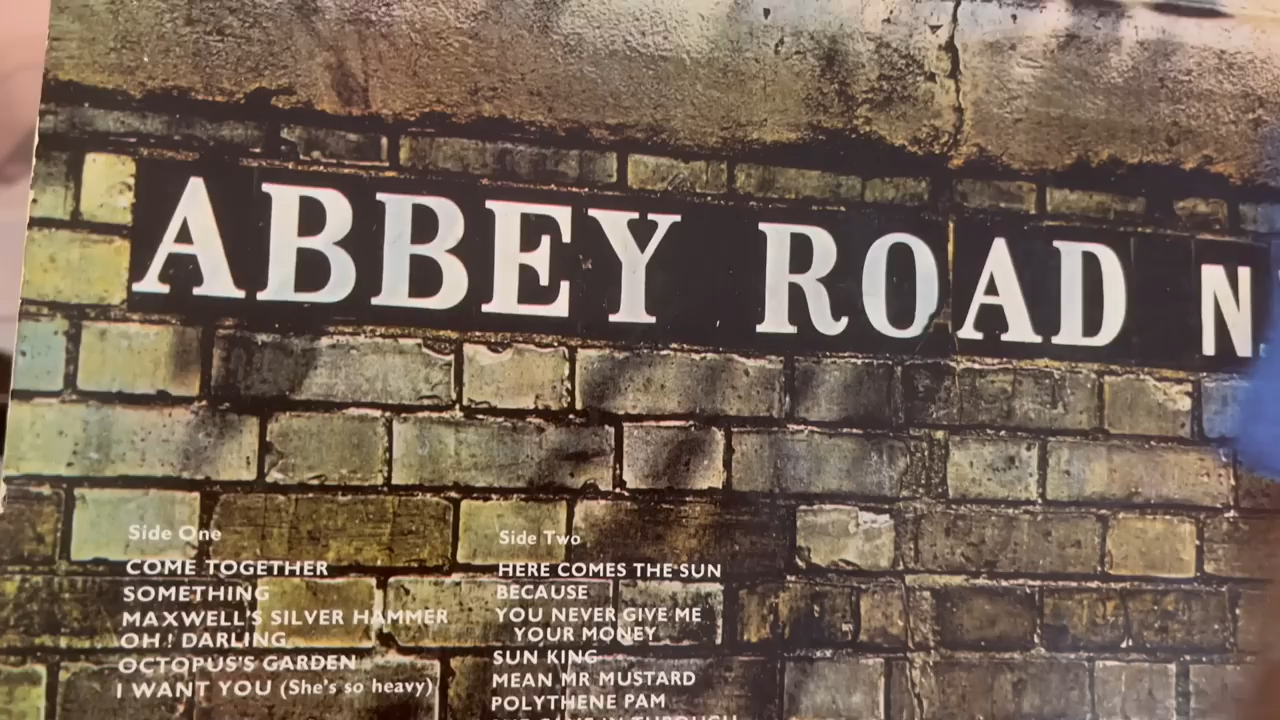 ABBEY ROAD N
Side One
COME TOGETHER
SOMETHING
MAXWELL'S SILVER HAMMER
OH! DARLING
OCTOPUS'S GARDEN
I WANT YOU (She's so heavy)
Side Two
HERE COMES THE SUN
BECAUSE
YOU NEVER GIVE ME
YOUR MONEY
SUN KING
MEAN MR MUSTARD
POLYTHENE PAM